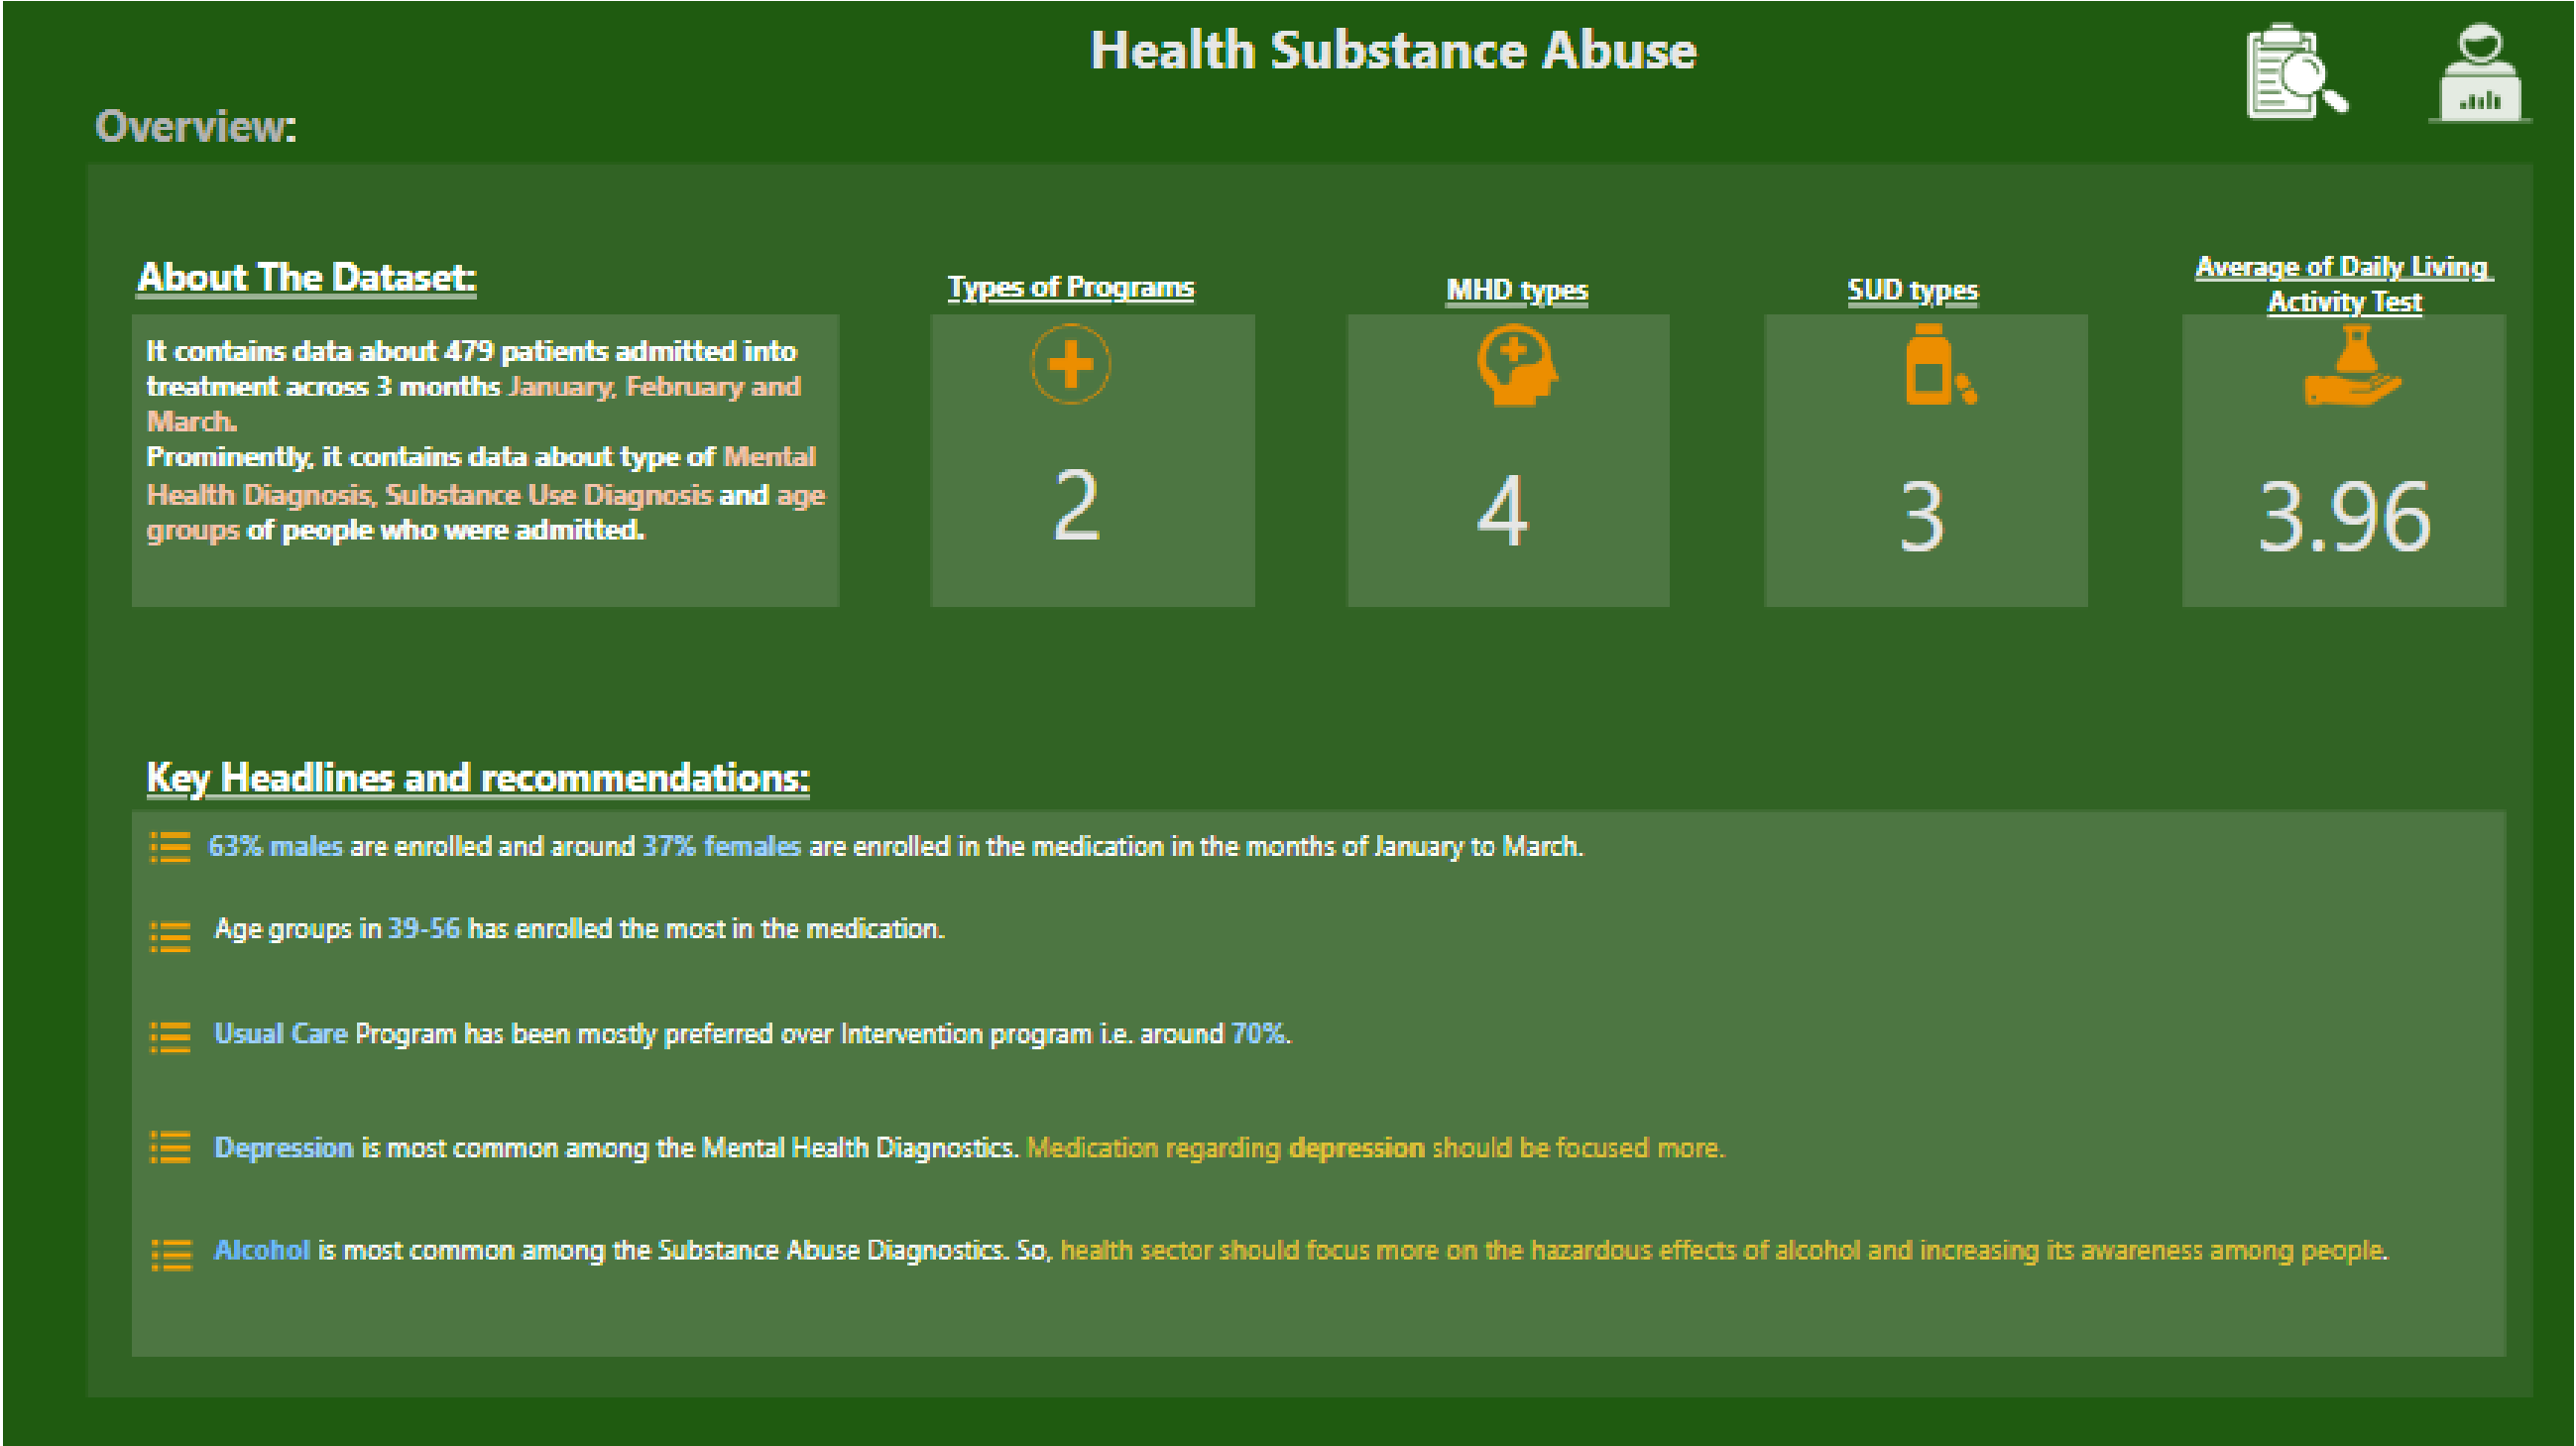 Health Substance Abuse
Overview:
About The Dataset:
It contains data about 479 patients admitted into
treatment across 3 months January, February and
March.
Prominently, it contains data about type of Mental
Health Diagnosis, Substance Use Diagnosis and age
groups of people who were admitted.
Types of Programs
2
MHD types
4
SUD types
3
Average of Daily Living
Activity Test
3.96
Key Headlines and recommendations:
63% males are enrolled and around 37% females are enrolled in the medication in the months of January to March.
Age groups in 39-56 has enrolled the most in the medication.
Usual Care Program has been mostly preferred over Intervention program i.e. around 70%.
Depression is most common among the Mental Health Diagnostics. Medication regarding depression should be focused more.
Alcohol is most common among the Substance Abuse Diagnostics. So, health sector should focus more on the hazardous effects of alcohol and increasing its awareness among people.